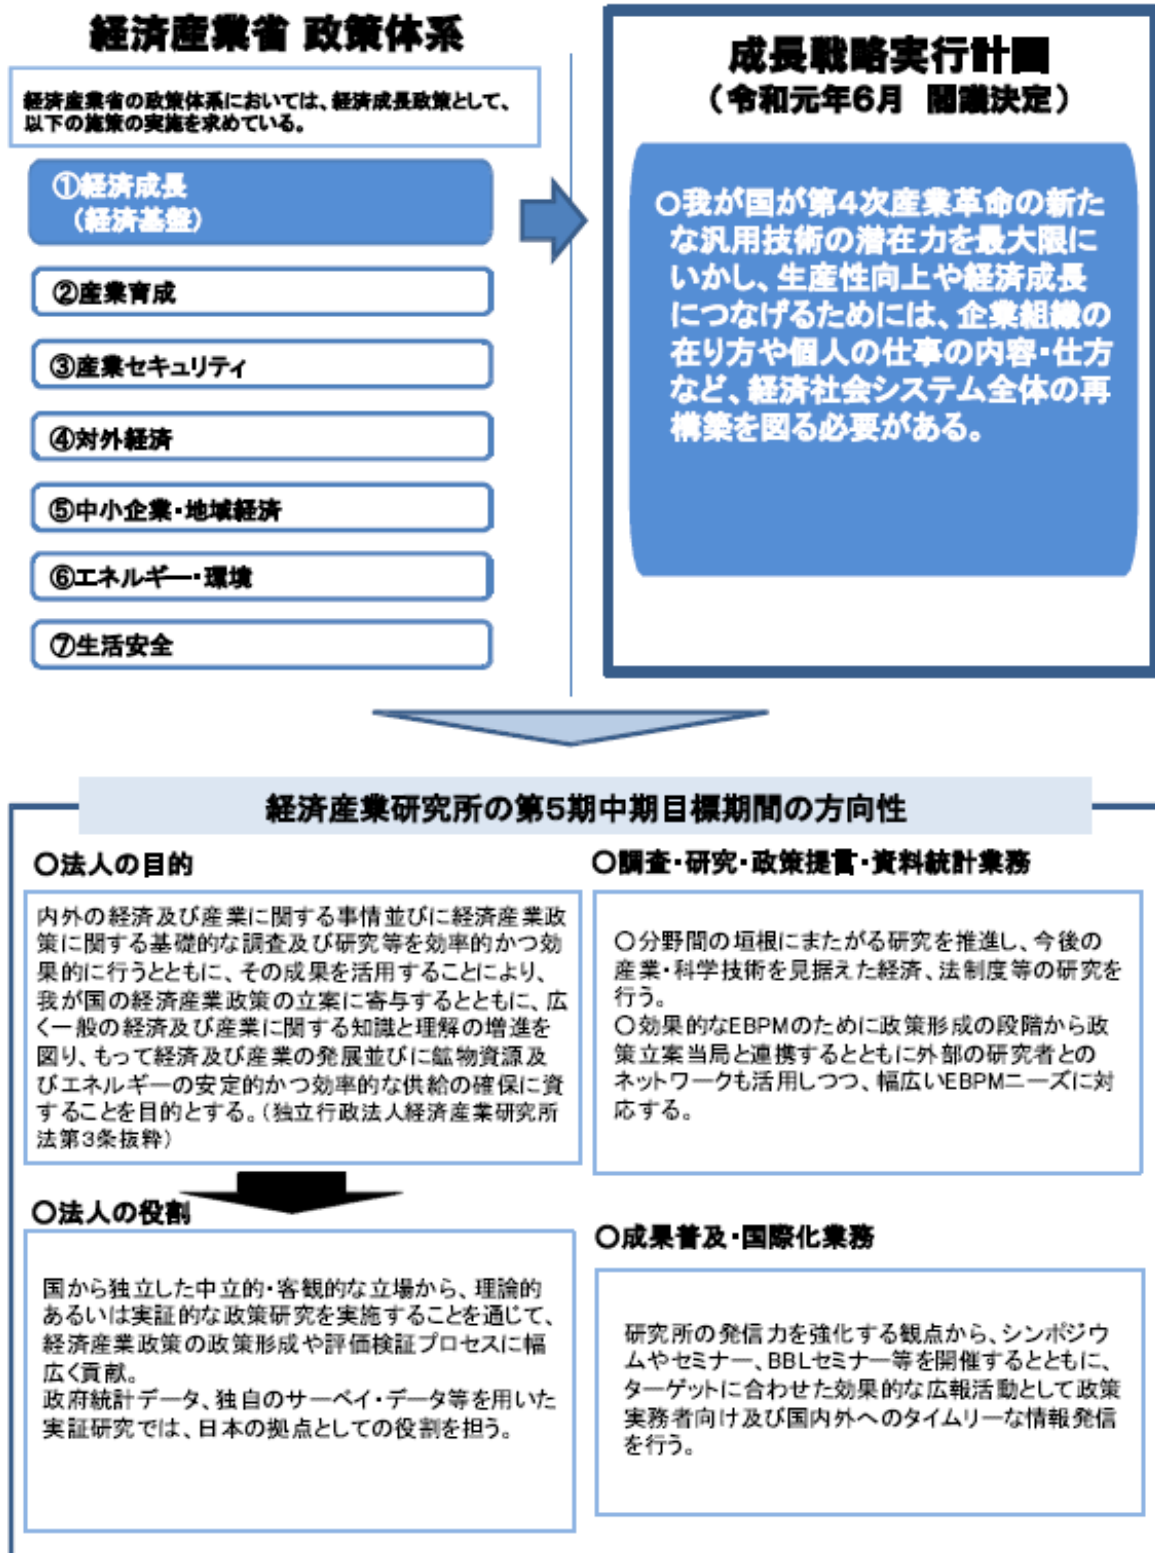 経済産業省 政策体系
経済産業省の政策体系においては、経済成長政策として、
以下の施策の実施を求めている。
①経済成長
(経済基盤)
②産業育成
③産業セキュリティ
④対外経済
⑤中小企業・地域経済
⑥エネルギー・環境
⑦生活安全
成長戦略実行計画
(令和元年6月 閣議決定)
○我が国が第4次産業革命の新た
な汎用技術の潜在力を最大限に
いかし、生産性向上や経済成長
につなげるためには、企業組織の
在り方や個人の仕事の内容・仕方
など、経済社会システム全体の再
構築を図る必要がある。
経済産業研究所の第5期中期目標期間の方向性
○法人の目的
内外の経済及び産業に関する事情並びに経済産業政
策に関する基礎的な調査及び研究等を効率的かつ効
果的に行うとともに、その成果を活用することにより、
我が国の経済産業政策の立案に寄与するとともに、広
く一般の経済及び産業に関する知識と理解の増進を
図り、もって経済及び産業の発展並びに鉱物資源及
びエネルギーの安定的かつ効率的な供給の確保に資
することを目的とする。(独立行政法人経済産業研究所
法第3条抜粋)
○法人の役割
国から独立した中立的・客観的な立場から、理論的
あるいは実証的な政策研究を実施することを通じて、
経済産業政策の政策形成や評価検証プロセスに幅
広く貢献。
政府統計データ、独自のサーベイ・データ等を用いた
実証研究では、日本の拠点としての役割を担う。
○調査・研究・政策提言・資料統計業務
○分野間の垣根にまたがる研究を推進し、今後の
産業・科学技術を見据えた経済、法制度等の研究を
行う。
○効果的なEBPMのために政策形成の段階から政
策立案当局と連携するとともに外部の研究者との
ネットワークも活用しつつ、幅広いEBPMニーズに対
応する。
○成果普及・国際化業務
研究所の発信力を強化する観点から、シンポジウ
ムやセミナー、BBLセミナー等を開催するとともに、
ターゲットに合わせた効果的な広報活動として政策
実務者向け及び国内外へのタイムリーな情報発信
を行う。